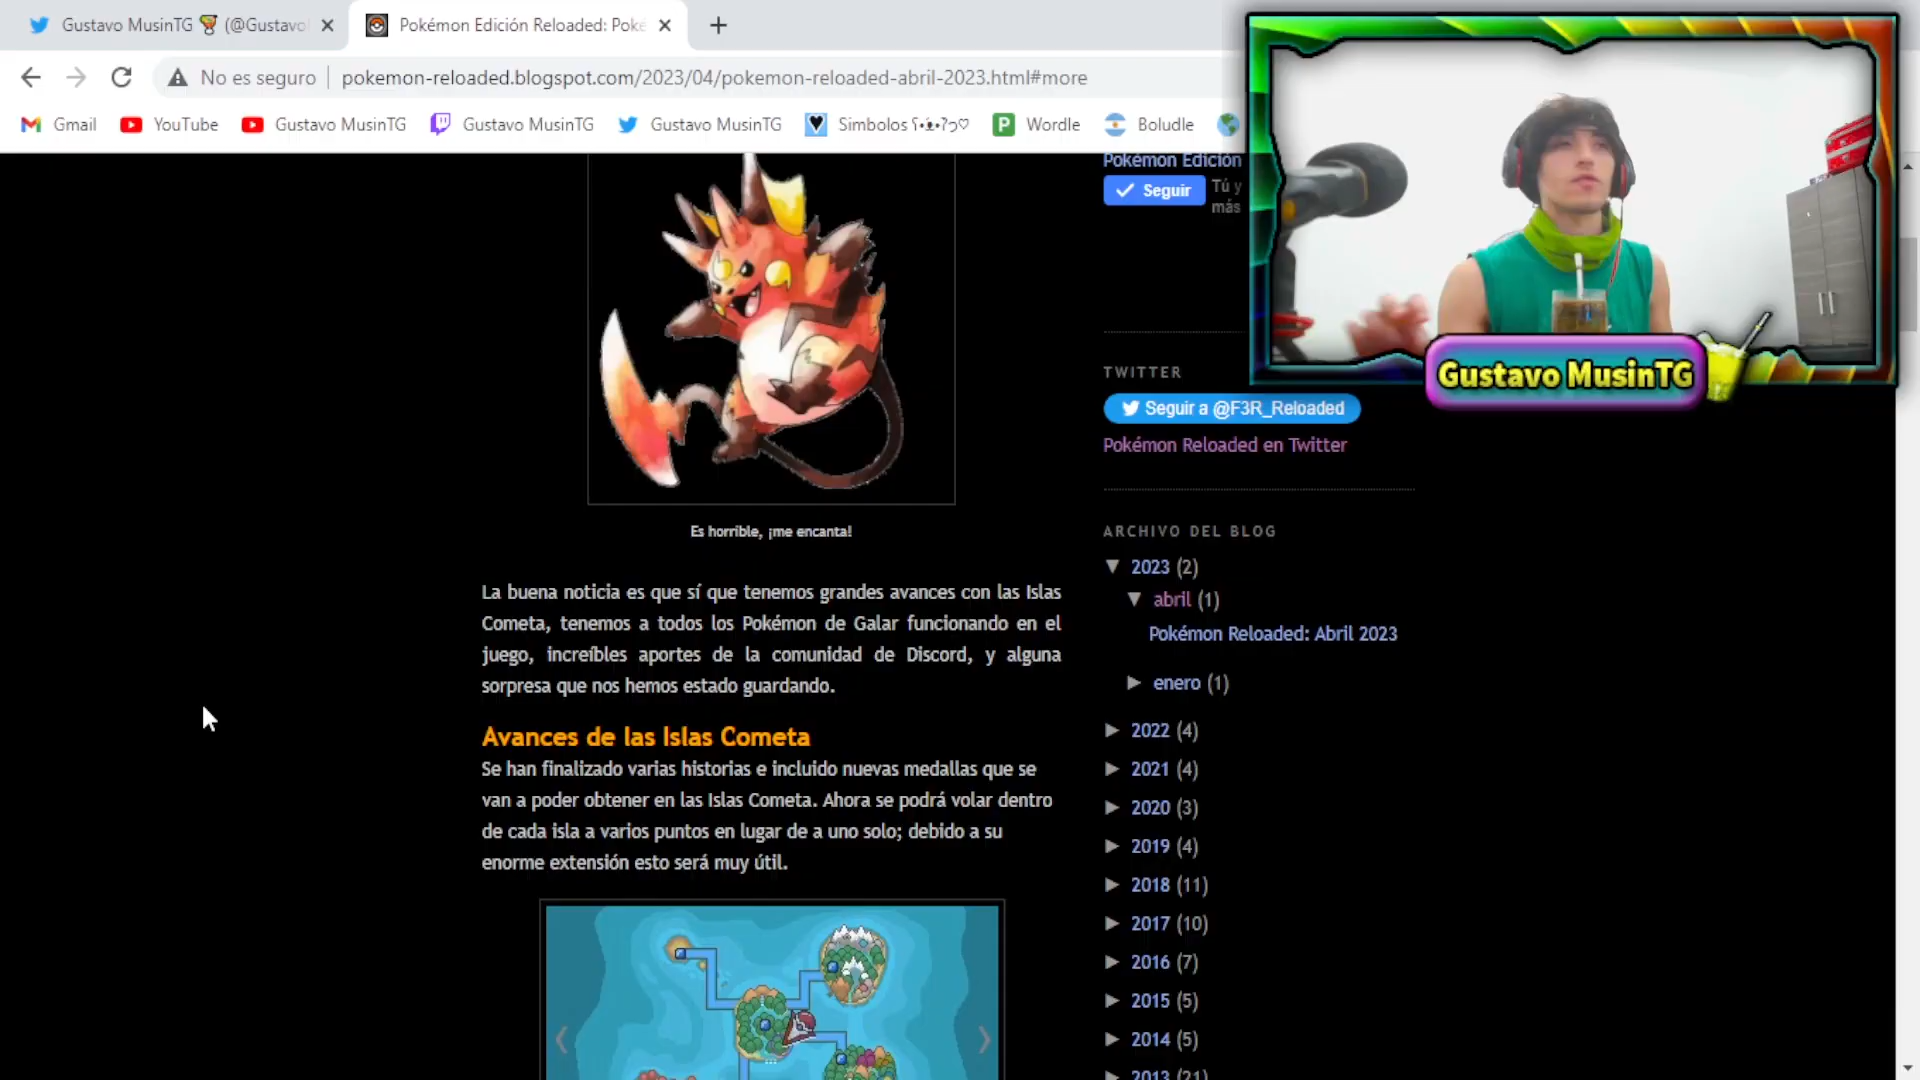 Gustavo MusinTG 🍹 (@Gustavo
Pokémon Edición Reloaded: Poké
No es seguro
pokemon-reloaded.blogspot.com/2023/04/pokemon-reloaded-abril-2023.html#more
Gmail
YouTube
Gustavo MusinTG
Gustavo MusinTG
Gustavo MusinTG
Simbolos
Wordle
Boludle
Pokémon Edición
Seguir
Tú y
más
Gustavo MusinTG
TWITTER
Seguir a @F3R_Reloaded
Pokémon Reloaded en Twitter
Es horrible, ¡me encanta!
La buena noticia es que sí que tenemos grandes avances con las Islas
Cometa, tenemos a todos los Pokémon de Galar funcionando en el
juego, increíbles aportes de la comunidad de Discord, y alguna
sorpresa que nos hemos estado guardando.
Avances de las Islas Cometa
Se han finalizado varias historias e incluido nuevas medallas que se
van a poder obtener en las Islas Cometa. Ahora se podrá volar dentro
de cada isla a varios puntos en lugar de a uno solo; debido a su
enorme extensión esto será muy útil.
ARCHIVO DEL BLOG
▼ 2023 (2)
▼ abril (1)
Pokémon Reloaded: Abril 2023
► enero (1)
► 2022 (4)
► 2021 (4)
► 2020 (3)
► 2019 (4)
► 2018 (11)
► 2017 (10)
► 2016 (7)
► 2015 (5)
► 2014 (5)
► 2013 (21)